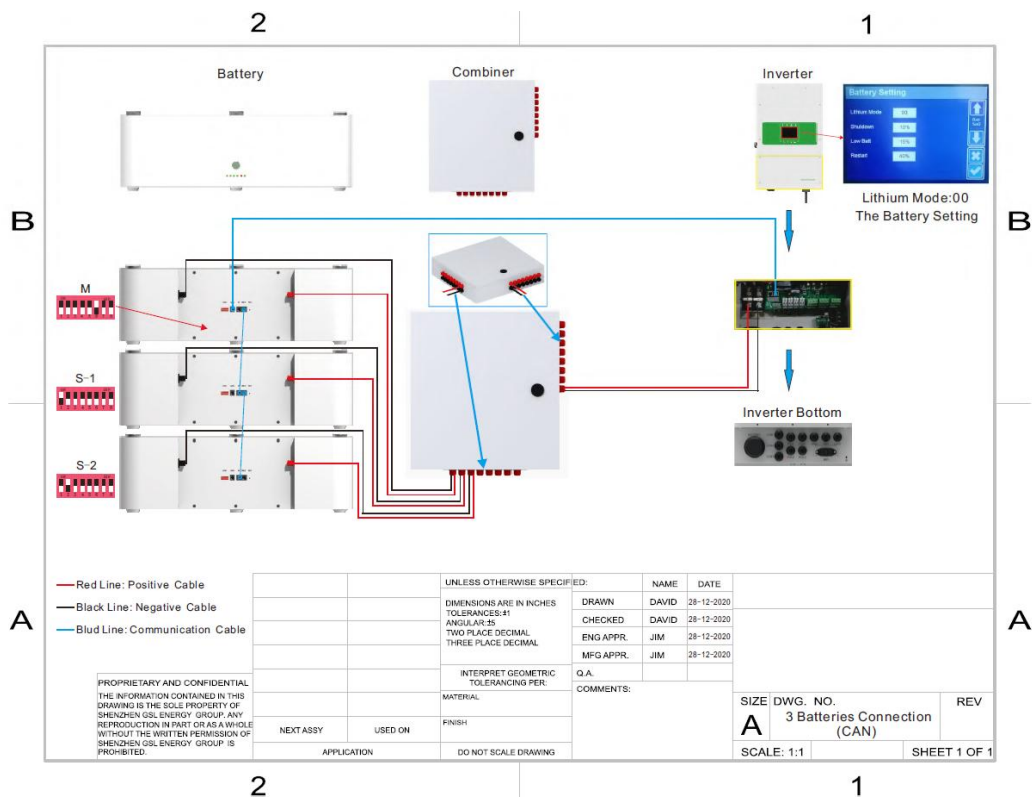 2
1
Battery
Combiner
Inverter
Battery Setting
Lithium Mode
00
Shutdown
10%
Low Batt
Restart
40%
Lithium Mode:00
The Battery Setting
B
B
M
S-1
S-2
Inverter Bottom
Red Line: Positive Cable
Black Line: Negative Cable
Blud Line: Communication Cable
A
A
PROPRIETARY AND CONFIDENTIAL
THE INFORMATION CONTAINED IN THIS
DRAWING IS THE SOLE PROPERTY OF
SHENZHEN GSL ENERGY GROUP. ANY
REPRODUCTION IN PART OR AS A WHOLE
WITHOUT THE WRITTEN PERMISSION OF
SHENZHEN GSL ENERGY GROUP IS
PROHIBITED.
NEXT ASSY
USED ON
APPLICATION
UNLESS OTHERWISE SPECIFIED:
DIMENSIONS ARE IN INCHES
TOLERANCES:±1
ANGULAR:±5
TWO PLACE DECIMAL
THREE PLACE DECIMAL
INTERPRET GEOMETRIC
TOLERANCING PER:
MATERIAL
FINISH
DO NOT SCALE DRAWING
NAME DATE
DRAWN DAVID 28-12-2020
CHECKED DAVID 28-12-2020
ENG APPR. JIM 28-12-2020
MFG APPR. JIM 28-12-2020
Q.A.
COMMENTS:
SIZE DWG. NO. REV
A 3 Batteries Connection
(CAN)
SCALE: 1:1 SHEET 1 OF 1
2
1